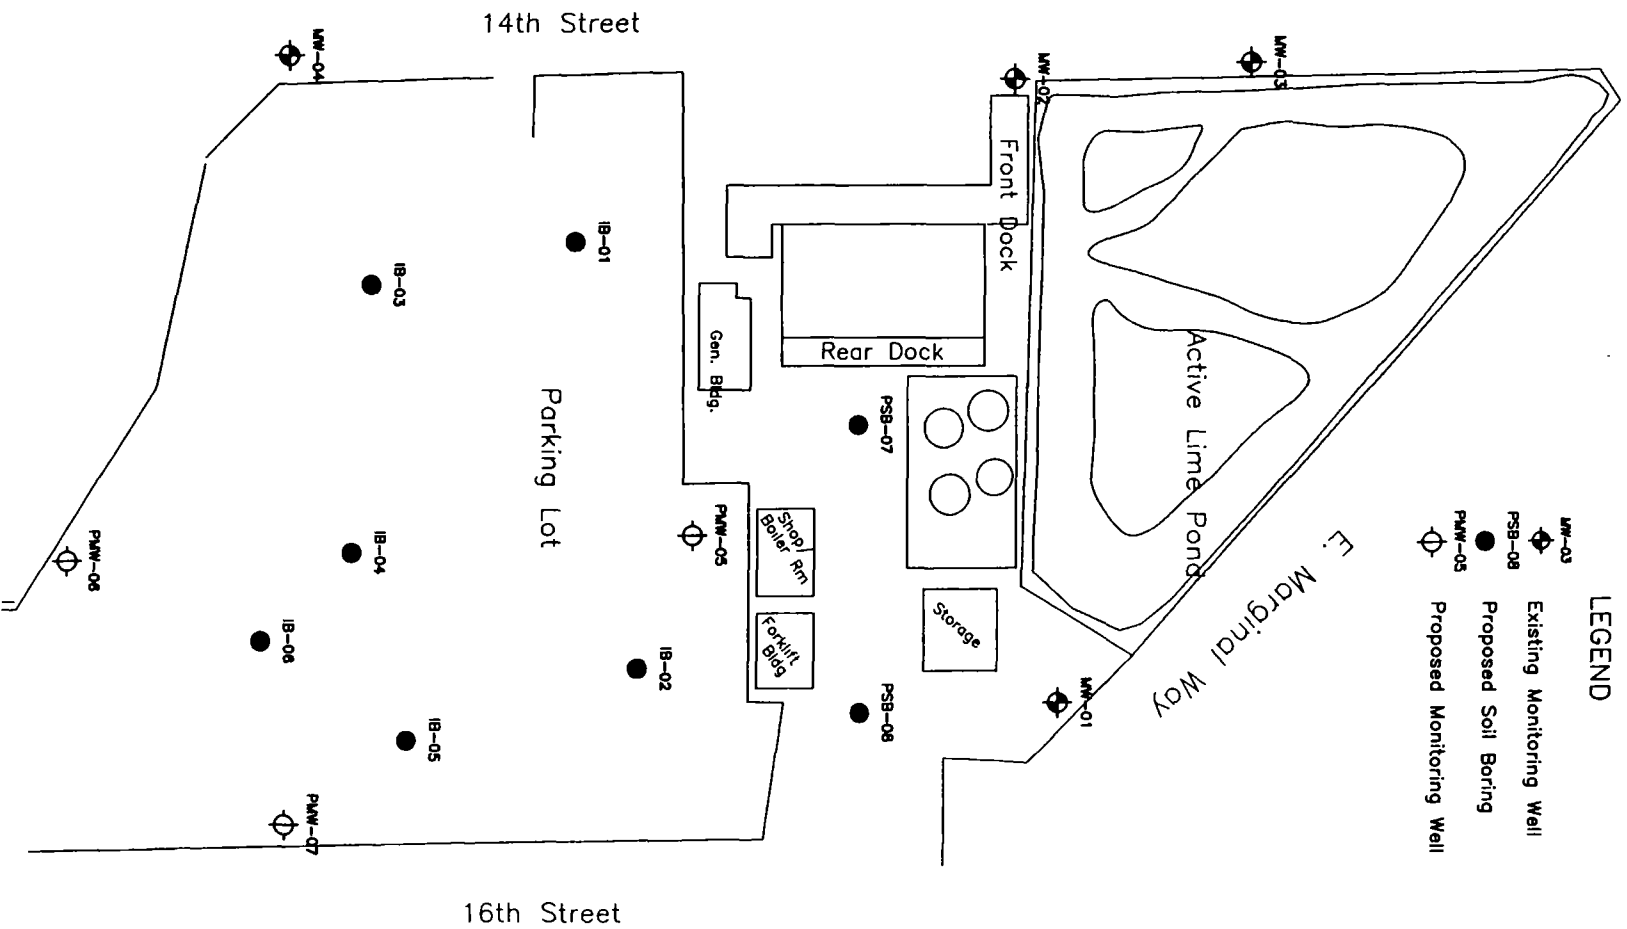 14th Street
MW-04
MW-02
MW-03
IB-01
IB-03
Front Dock
Rear Dock
Gen. Bldg.
Parking Lot
PSB-07
Active Lime Pond
PMW-05
Shop/
Boiler Rm
Forklift
Bldg
Storage
E. Marginal Way
PMW-06
IB-04
IB-06
IB-02
IB-05
PSB-08
MW-01
PMW-07
16th Street
LEGEND
MW-03 Existing Monitoring Well
PSB-08 Proposed Soil Boring
PMW-05 Proposed Monitoring Well